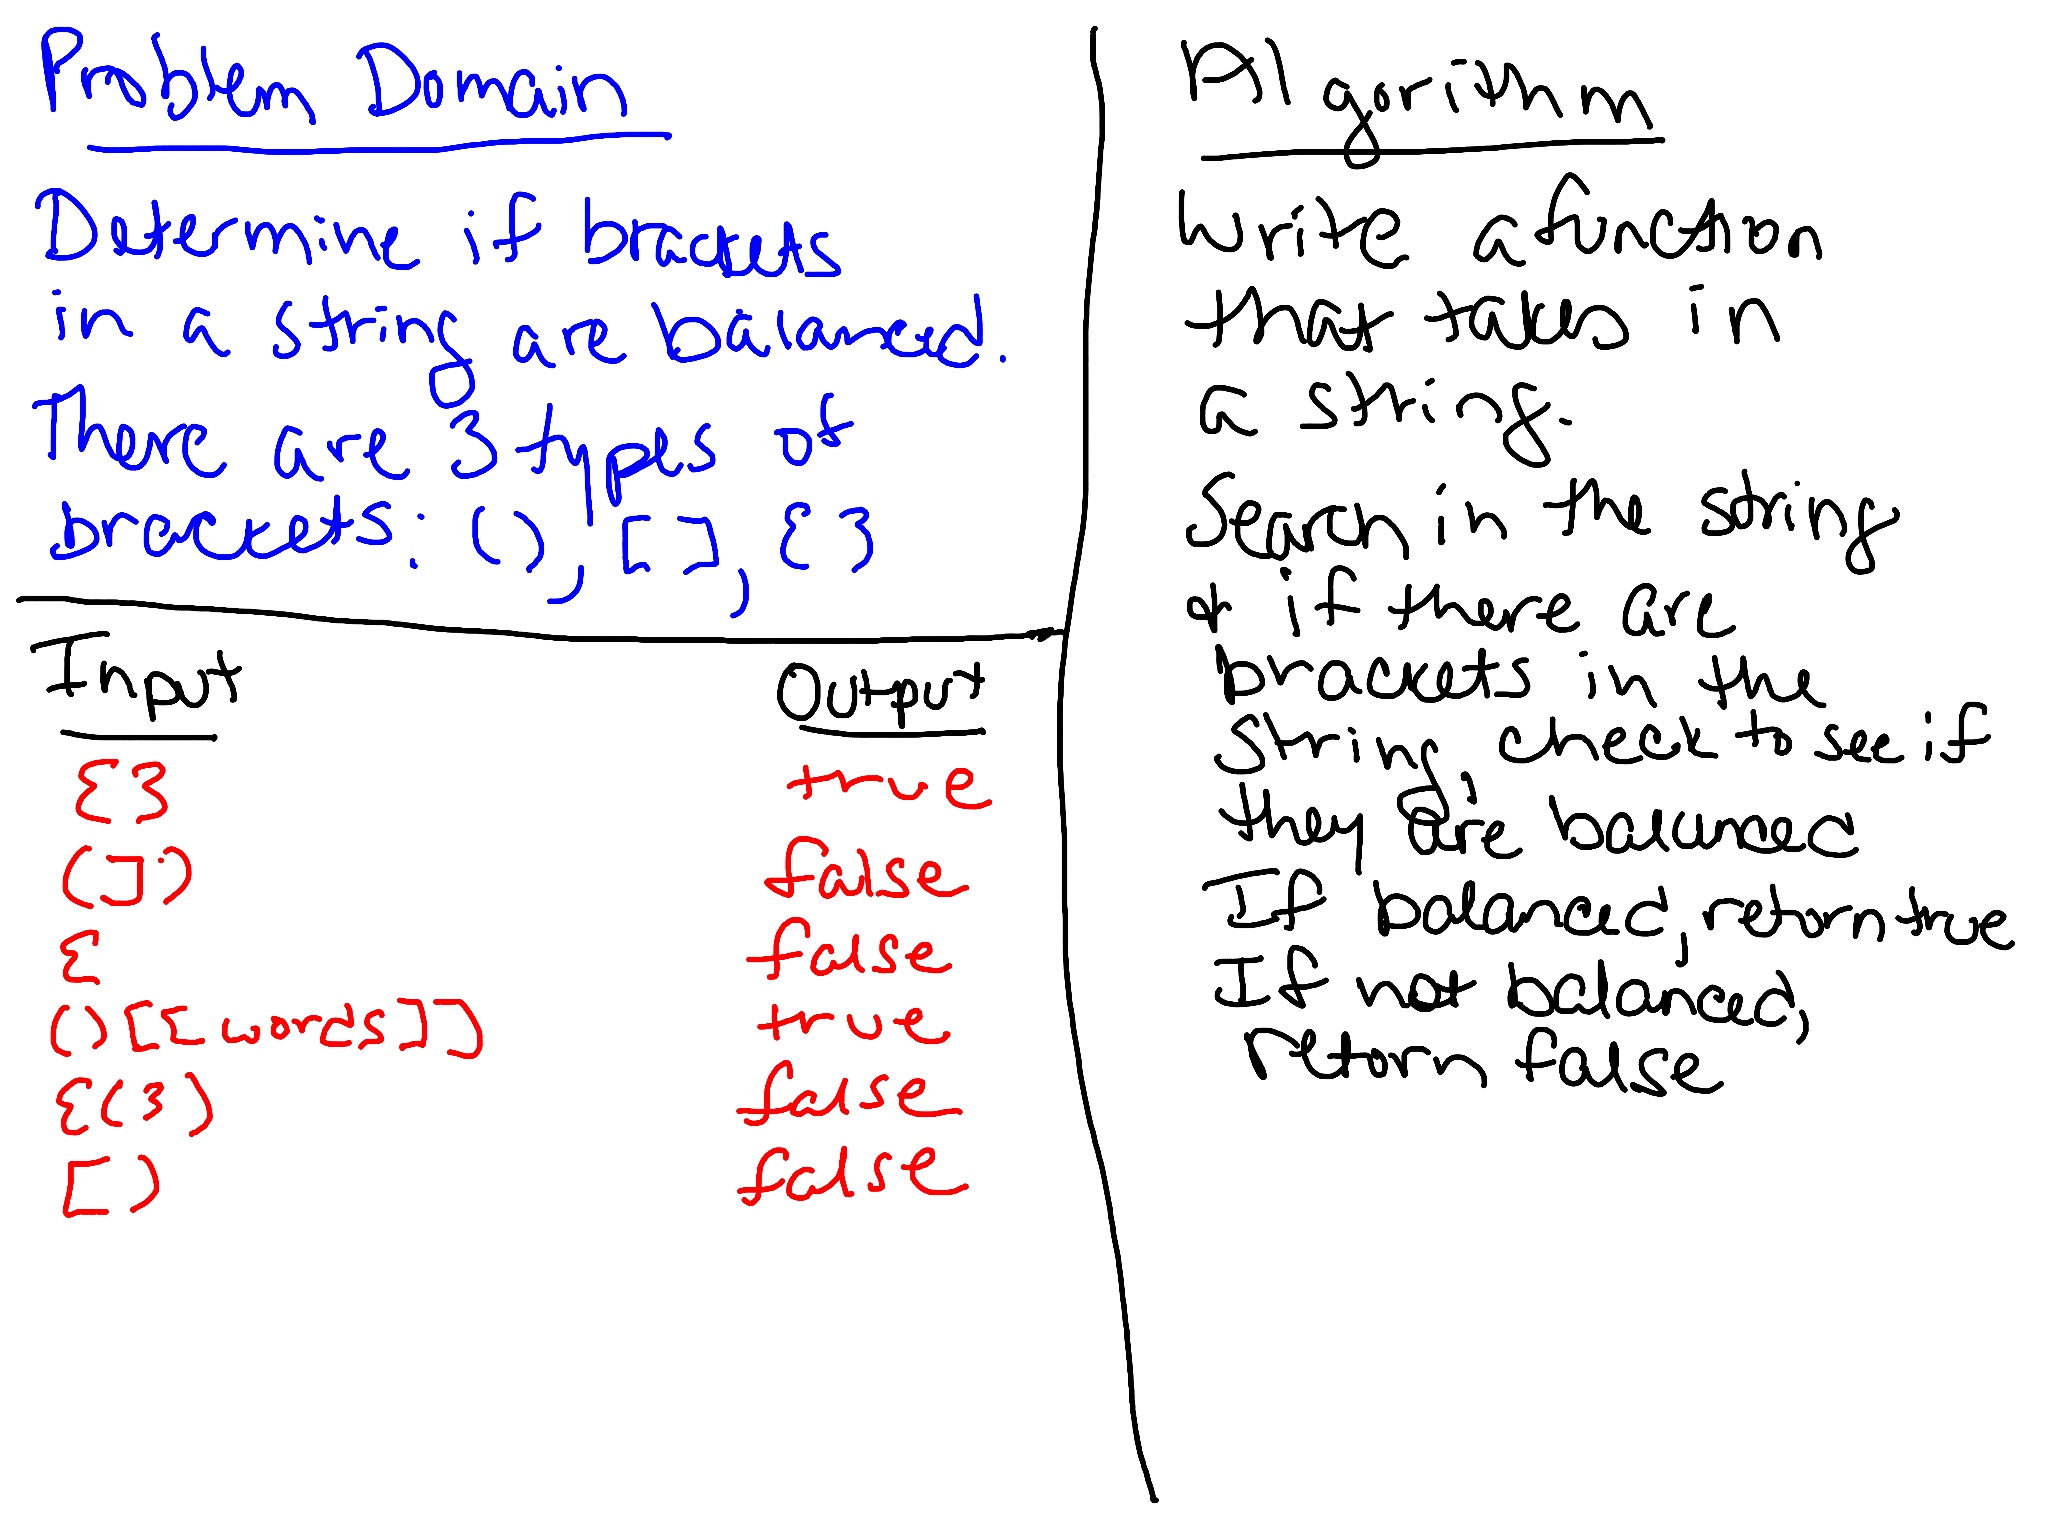 Problem Domain
Determine if brackets
in a string are balanced.
There are 3 types of
brackets: (), [], {}
Input Output
{} true
(]) false
{ false
()[[words]] true
{(}) false
[) false
Algorithm
Write a function
that takes in
a string.
Search in the string
& if there are
brackets in the
string, check to see if
they are balanced
If balanced, return true
If not balanced,
return false